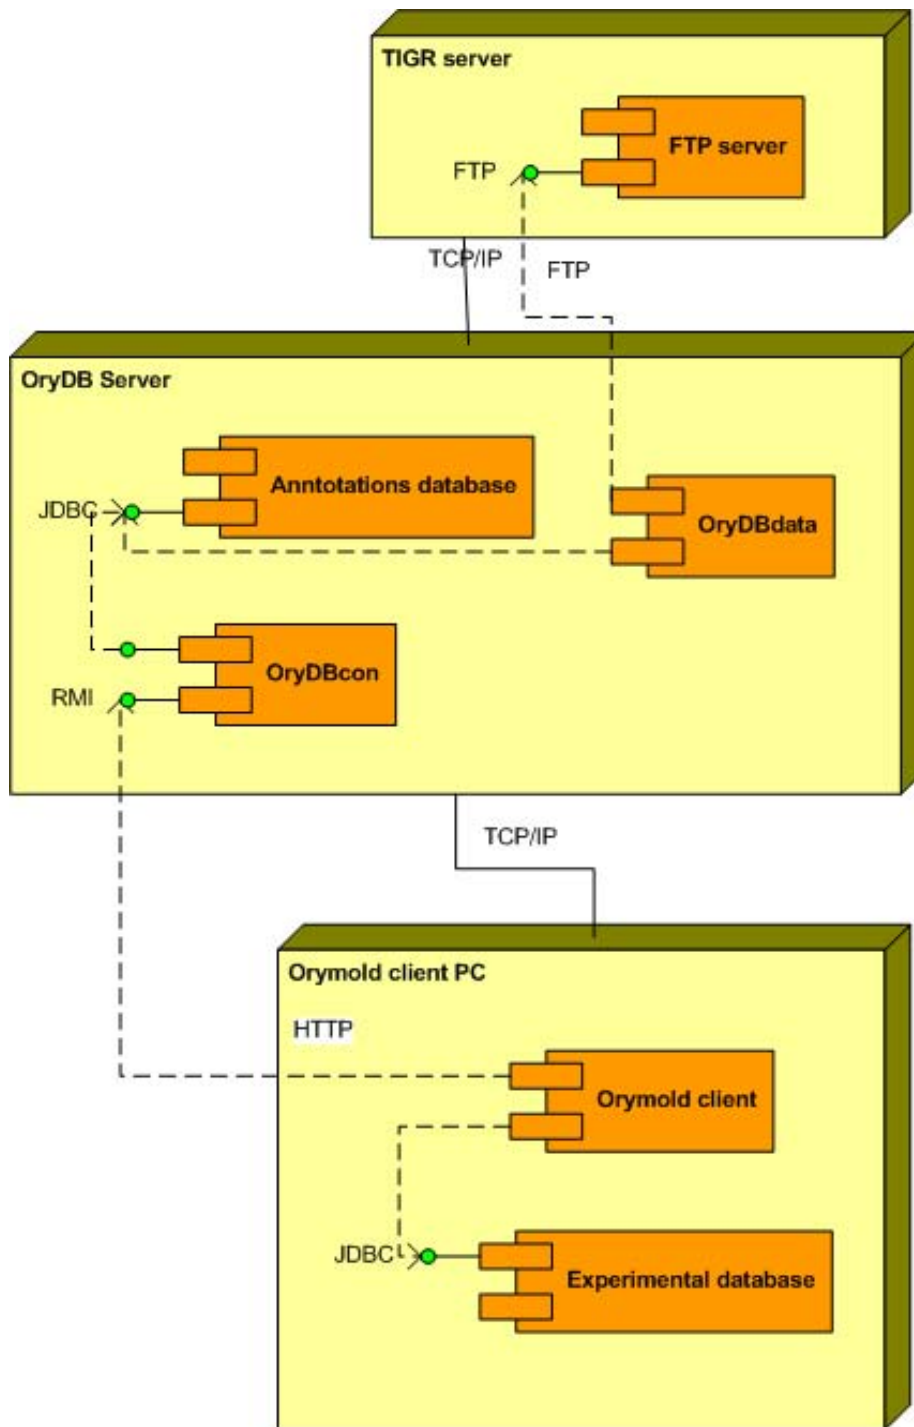 TIGR server
FTP server
FTP
TCP/IP
FTP
OryDB Server
Anntotations database
JDBC
OryDBdata
OryDBcon
RMI
TCP/IP
Orymold client PC
HTTP
Orymold client
JDBC
Experimental database